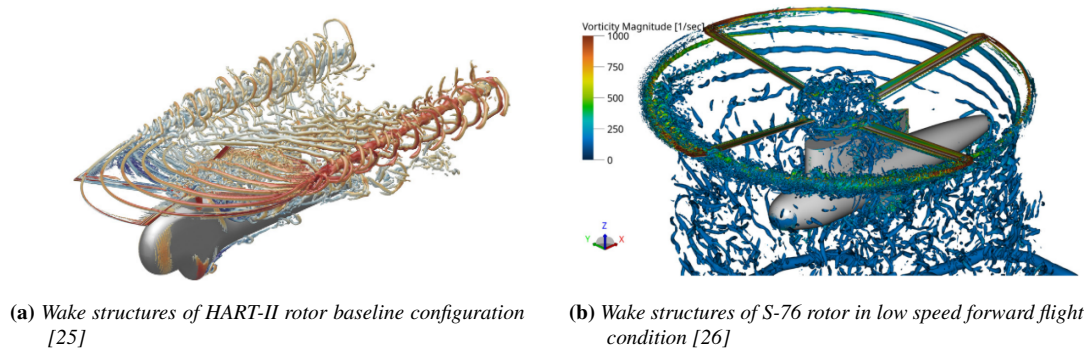 Vorticity Magnitude [1/sec]
1000
750
500
250
0
Z
Y
X
(a) Wake structures of HART-II rotor baseline configuration
[25]
(b) Wake structures of S-76 rotor in low speed forward flight
condition [26]